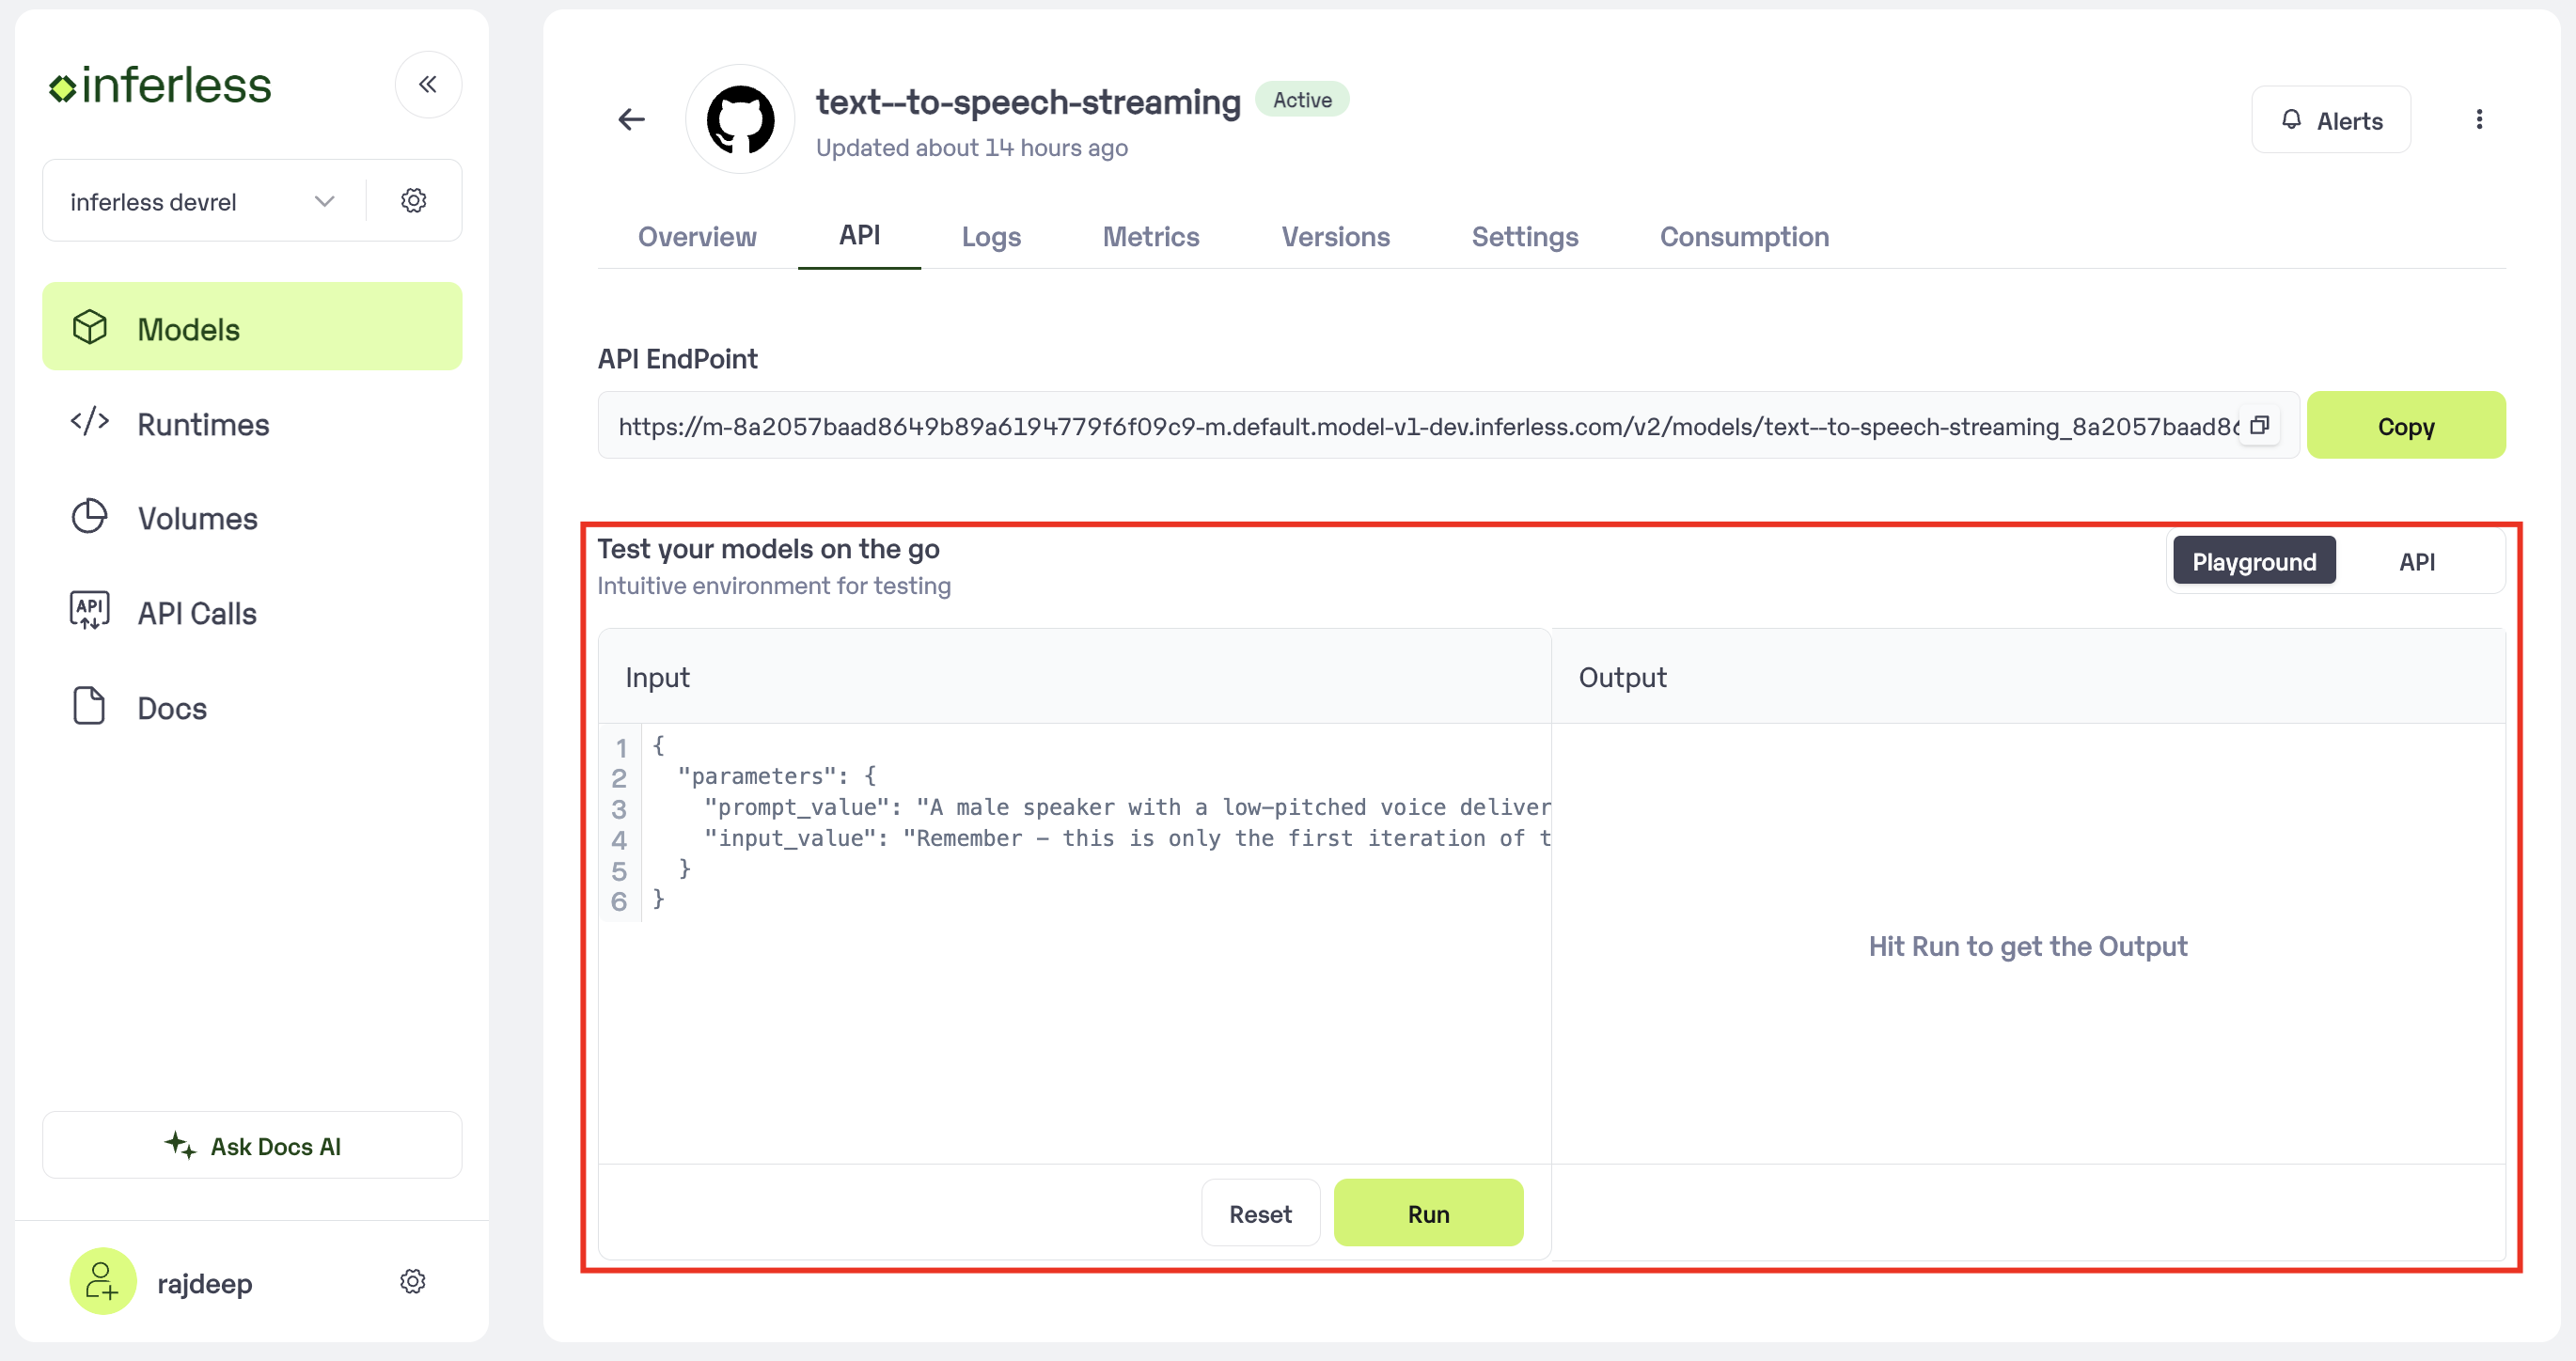 inferless
inferless devrel
Models
Runtimes
Volumes
API
API Calls
Docs
Ask Docs AI
rajdeep
text--to-speech-streaming
Active
Updated about 14 hours ago
Alerts
Overview
API
Logs
Metrics
Versions
Settings
Consumption
API EndPoint
https://m-8a2057baad8649b89a6194779f6f09c9-m.default.model-v1-dev.inferless.com/v2/models/text--to-speech-streaming_8a2057baad86
Copy
Test your models on the go
Intuitive environment for testing
Playground
API
Input
1 {
2 "parameters": {
3 "prompt_value": "A male speaker with a low-pitched voice deliver
4 "input_value": "Remember - this is only the first iteration of t
5 }
6 }
Reset
Run
Output
Hit Run to get the Output